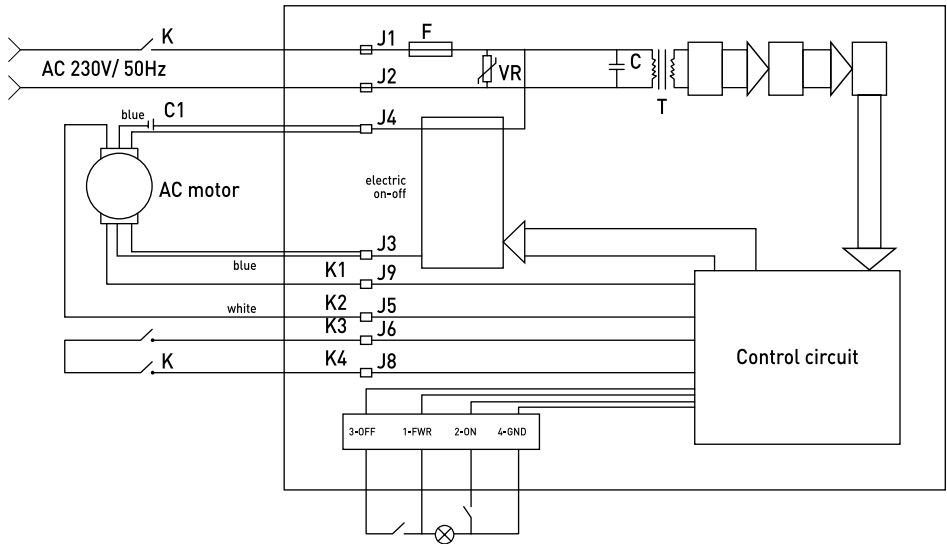 K
J1
F
AC 230V/ 50Hz
J2
VR
C
T
blue
C1
J4
AC motor
electric
on-off
J3
blue
K1
J9
white
K2
J5
K3
J6
K
K4
J8
Control circuit
3-OFF
1-FWR
2-ON
4-GND